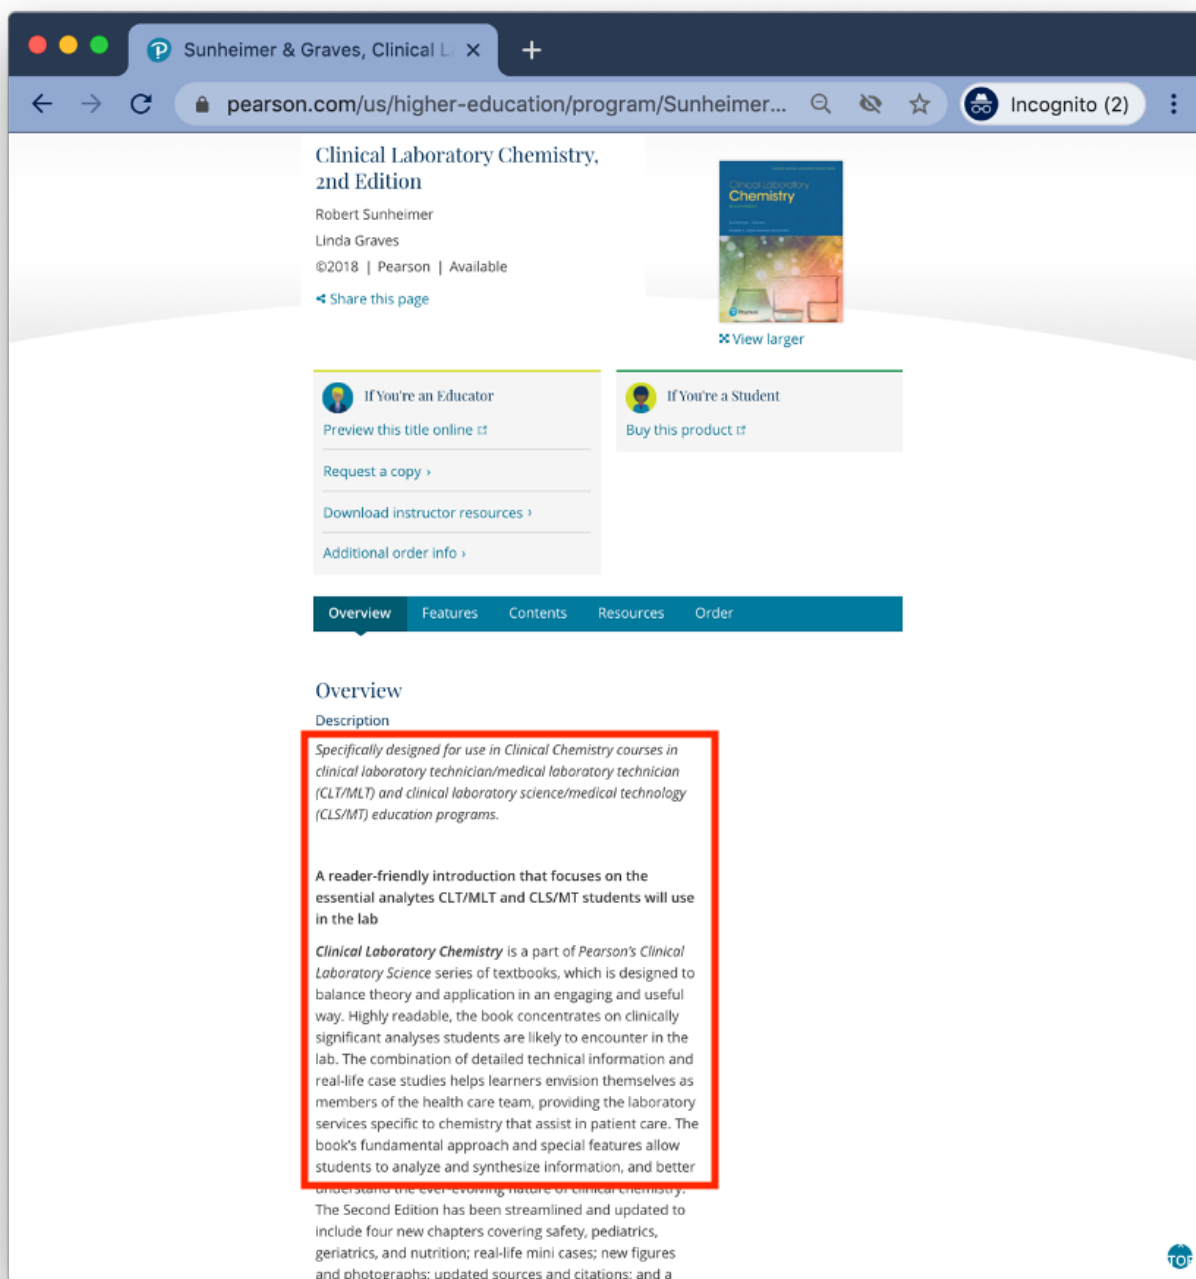 Sunheimer & Graves, Clinical L
pearson.com/us/higher-education/program/Sunheimer...
Incognito (2)
Clinical Laboratory Chemistry,
2nd Edition
Robert Sunheimer
Linda Graves
©2018 | Pearson | Available
Share this page
Clinical Laboratory
Chemistry
Pearson
View larger
If You're an Educator
Preview this title online
Request a copy ›
Download instructor resources ›
Additional order info ›
If You're a Student
Buy this product
Overview Features Contents Resources Order
Overview
Description
Specifically designed for use in Clinical Chemistry courses in
clinical laboratory technician/medical laboratory technician
(CLT/MLT) and clinical laboratory science/medical technology
(CLS/MT) education programs.
A reader-friendly introduction that focuses on the
essential analytes CLT/MLT and CLS/MT students will use
in the lab
Clinical Laboratory Chemistry is a part of Pearson's Clinical
Laboratory Science series of textbooks, which is designed to
balance theory and application in an engaging and useful
way. Highly readable, the book concentrates on clinically
significant analyses students are likely to encounter in the
lab. The combination of detailed technical information and
real-life case studies helps learners envision themselves as
members of the health care team, providing the laboratory
services specific to chemistry that assist in patient care. The
book's fundamental approach and special features allow
students to analyze and synthesize information, and better
understand the ever-evolving nature of clinical chemistry.
The Second Edition has been streamlined and updated to
include four new chapters covering safety, pediatrics,
geriatrics, and nutrition; real-life mini cases; new figures
and photographs; updated sources and citations; and a
TOP